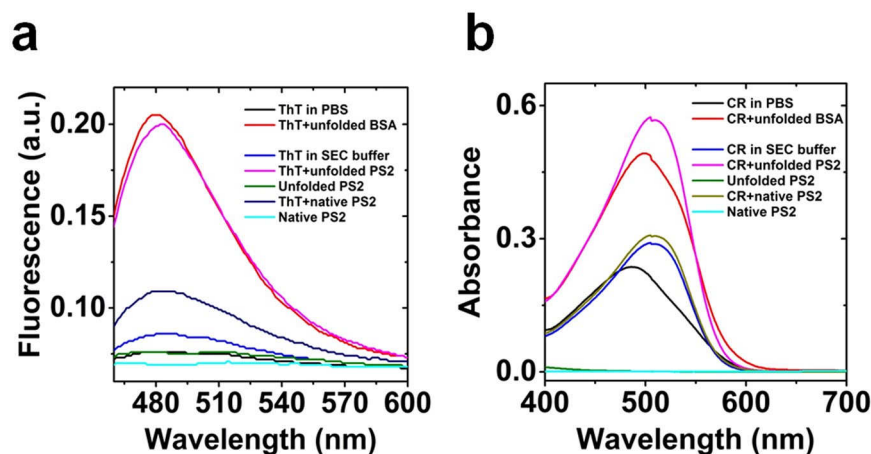 a
Fluorescence (a.u.)
0.20
0.15
0.10
ThT in PBS
ThT+unfolded BSA
ThT in SEC buffer
ThT+unfolded PS2
Unfolded PS2
ThT+native PS2
Native PS2
480 510 540 570 600
Wavelength (nm)
b
Absorbance
0.6
0.3
0.0
CR in PBS
CR+unfolded BSA
CR in SEC buffer
CR+unfolded PS2
Unfolded PS2
CR+native PS2
Native PS2
400 500 600 700
Wavelength (nm)